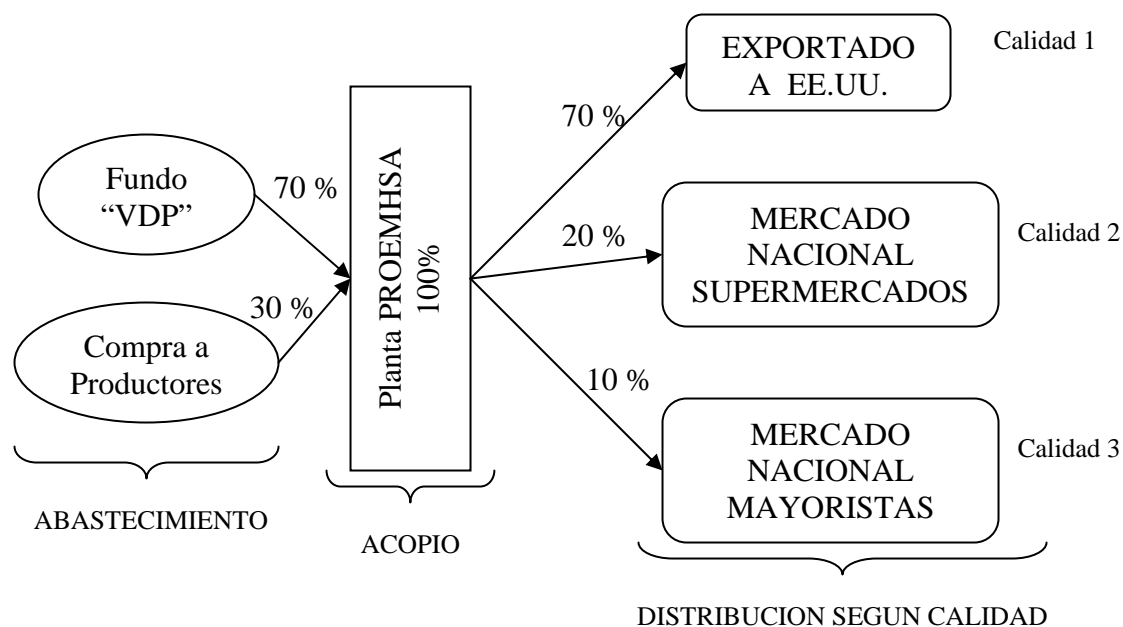 Fundo
“VDP”
70 %
Compra a
Productores
30 %
ABASTECIMIENTO
Planta PROEMHSA
100%
ACOPIO
70 %
EXPORTADO
A EE.UU.
Calidad 1
20 %
MERCADO
NACIONAL
SUPERMERCADOS
Calidad 2
10 %
MERCADO
NACIONAL
MAYORISTAS
Calidad 3
DISTRIBUCION SEGUN CALIDAD